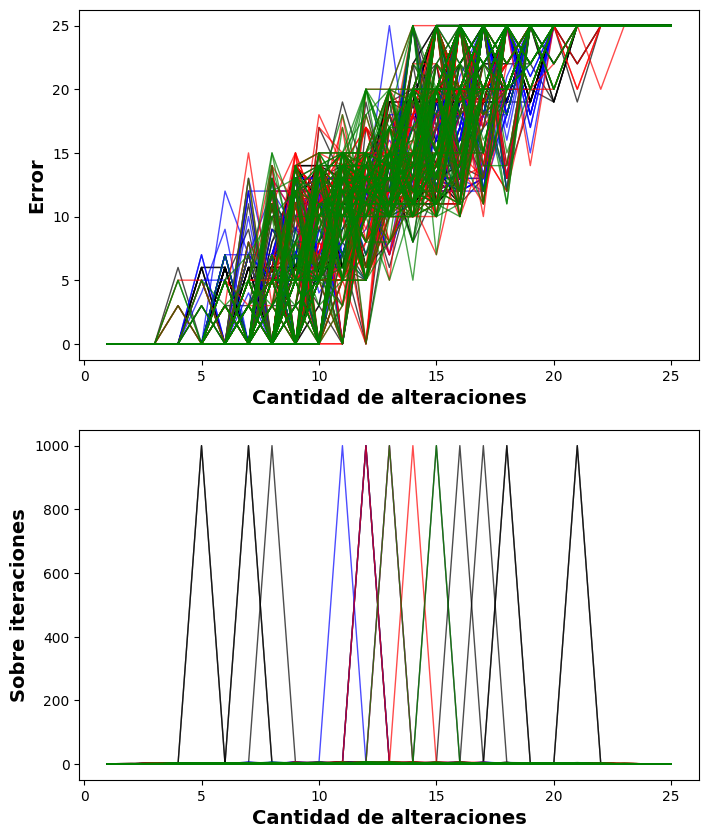 25
20
15
10
5
0
Error
0 5 10 15 20 25
Cantidad de alteraciones
1000
800
600
400
200
0
Sobre iteraciones
0 5 10 15 20 25
Cantidad de alteraciones